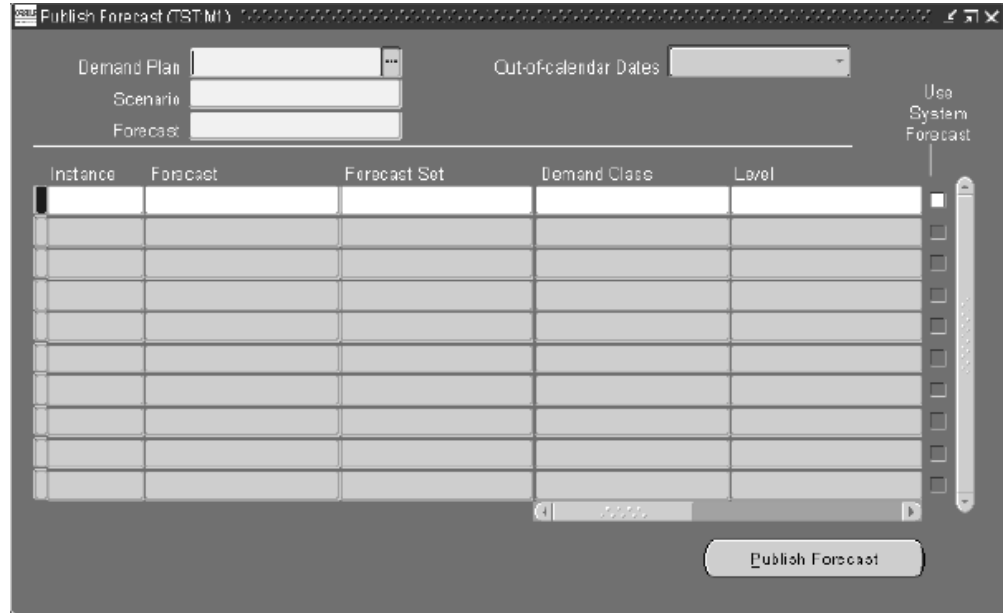 ORACLE Publish Forecast (TST:M1)
Demand Plan ... Out-of-calendar Dates
Scenario
Forecast
Use
System
Forecast
Instance Forecast Forecast Set Demand Class Level
Publish Forecast